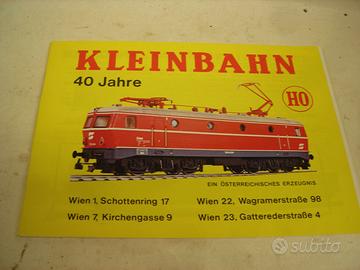 KLEINBAHN
40 Jahre
HO
EIN ÖSTERREICHISCHES ERZEUGNIS
Wien 1, Schottenring 17
Wien 22, Wagramerstraße 98
Wien 7, Kirchengasse 9
Wien 23, Gatterederstraße 4
subito